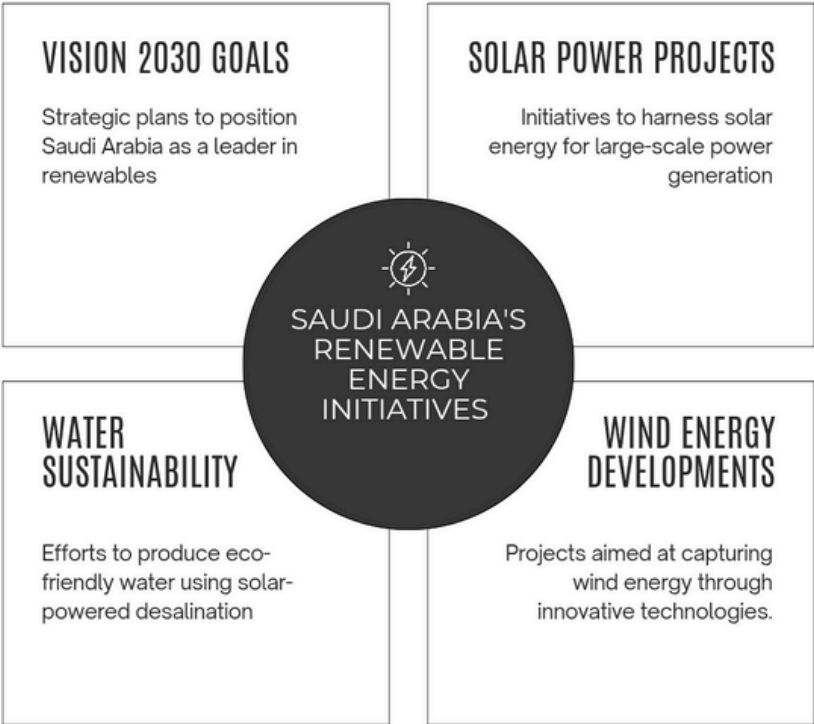 VISION 2030 GOALS
Strategic plans to position
Saudi Arabia as a leader in
renewables
SOLAR POWER PROJECTS
Initiatives to harness solar
energy for large-scale power
generation
SAUDI ARABIA'S
RENEWABLE
ENERGY
INITIATIVES
WATER
SUSTAINABILITY
Efforts to produce eco-
friendly water using solar-
powered desalination
WIND ENERGY
DEVELOPMENTS
Projects aimed at capturing
wind energy through
innovative technologies.